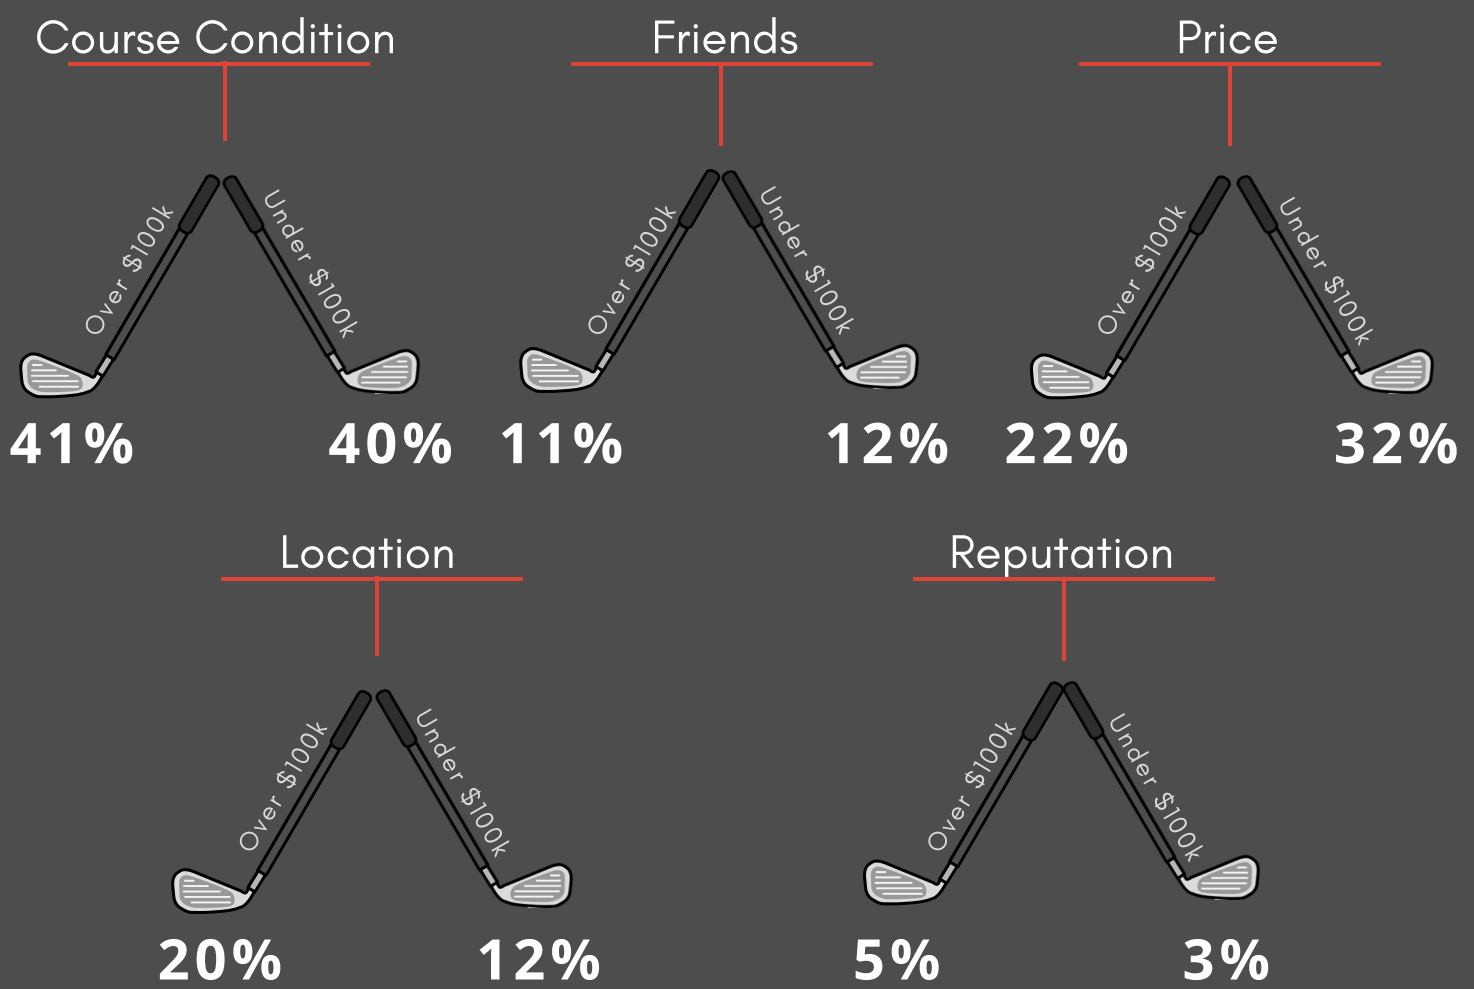 Course Condition
Over $100k
Under $100k
41%
40%
Friends
Over $100k
Under $100k
11%
12%
Price
Over $100k
Under $100k
22%
32%
Location
Over $100k
Under $100k
20%
12%
Reputation
Over $100k
Under $100k
5%
3%